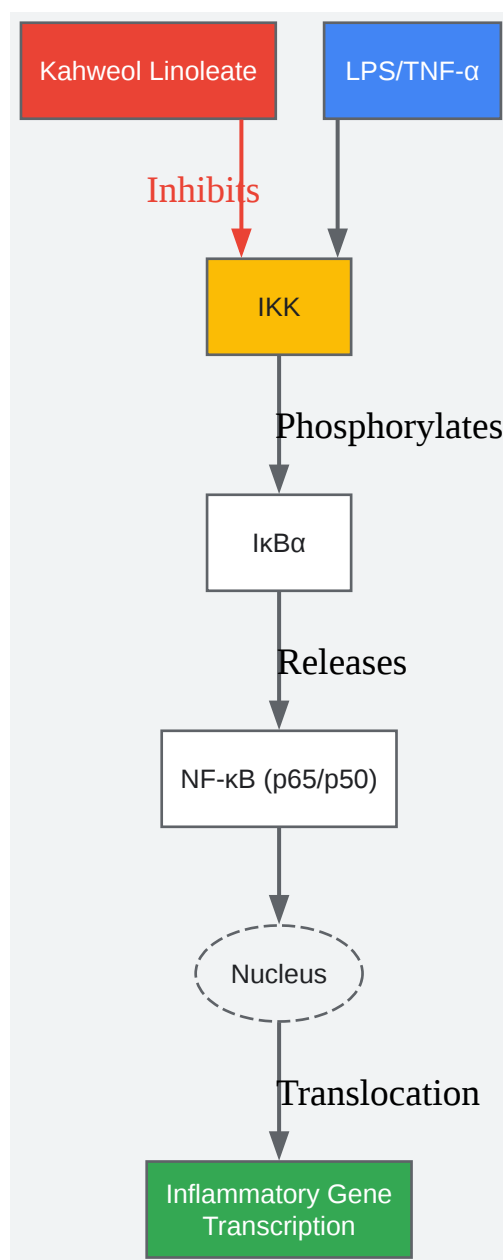 Kahweol Linoleate
LPS/TNF-α
Inhibits
IKK
Phosphorylates
IκBα
Releases
NF-κB (p65/p50)
Nucleus
Translocation
Inflammatory Gene
Transcription